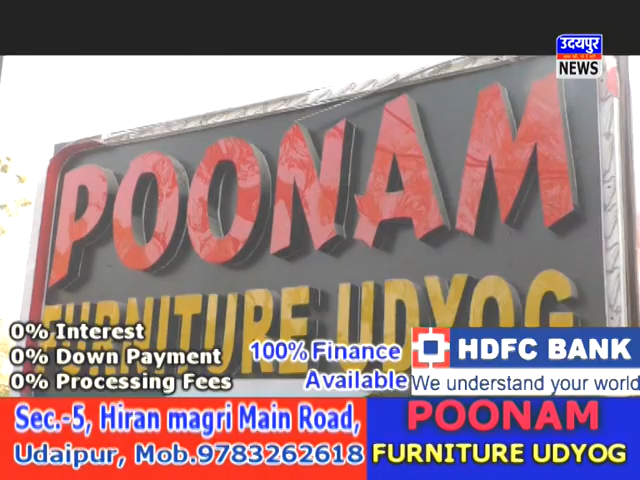 उदयपुर
NEWS
POONAM
FURNITURE UDYOG
0% Interest
0% Down Payment
0% Processing Fees
100% Finance
Available
HDFC BANK
We understand your world
Sec.-5, Hiran magri Main Road,
Udaipur, Mob.9783262618
POONAM
FURNITURE UDYOG